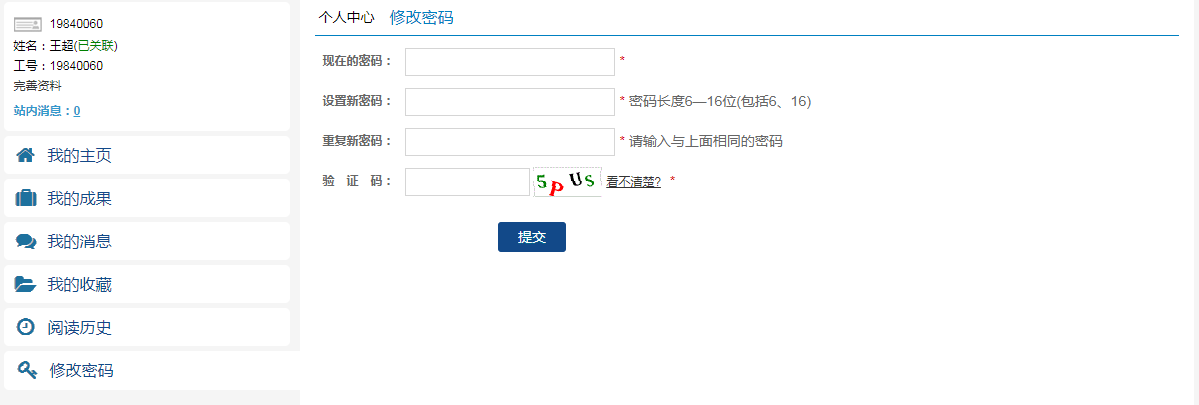 19840060
姓名：王超(已关联)
工号：19840060
完善资料
站内消息：0
我的主页
我的成果
我的消息
我的收藏
阅读历史
修改密码
个人中心 修改密码
现在的密码： *
设置新密码： * 密码长度6—16位(包括6、16)
重复新密码： * 请输入与上面相同的密码
验 证 码： 5PUS 看不清楚? *
提交